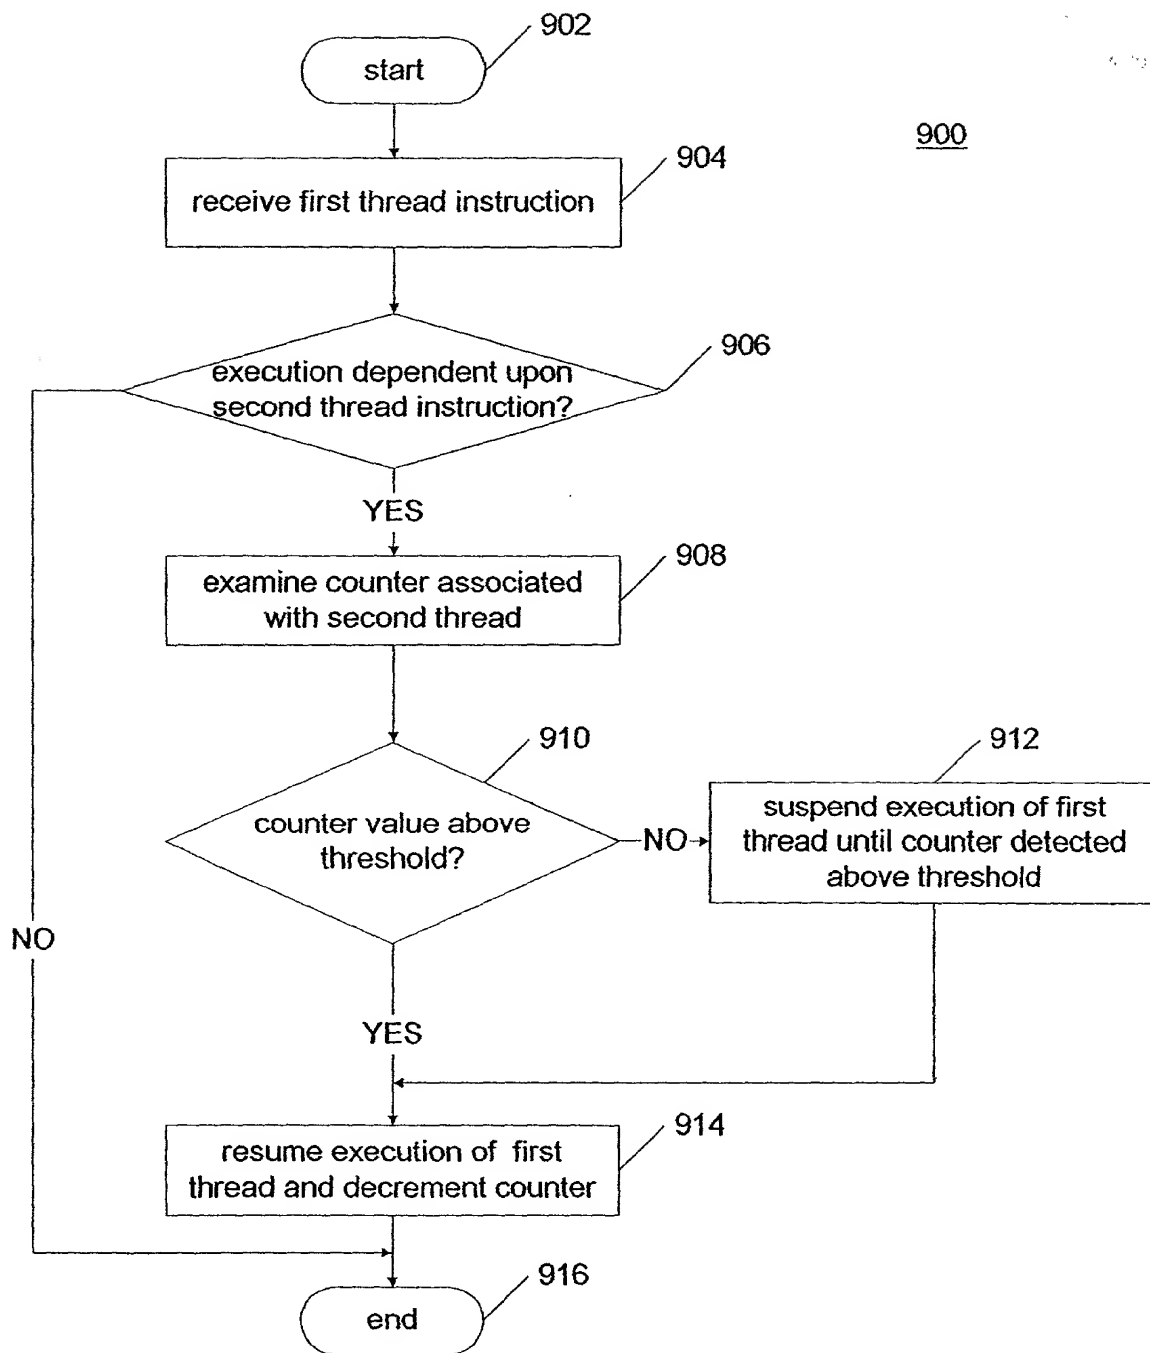 902
start
900
904
receive first thread instruction
906
execution dependent upon
second thread instruction?
YES
908
examine counter associated
with second thread
910
counter value above
threshold?
NO
912
suspend execution of first
thread until counter detected
above threshold
NO
YES
914
resume execution of first
thread and decrement counter
916
end